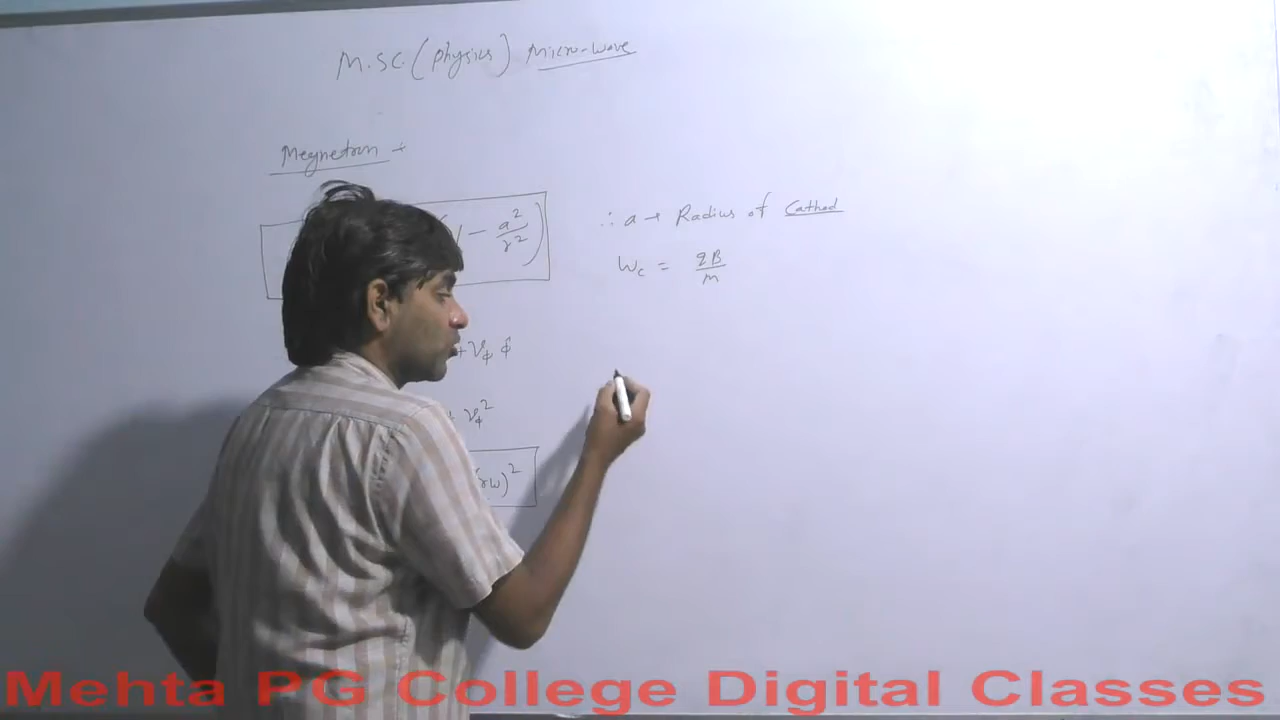 M.SC. (Physics) Micro-wave
Megnetron →
(1 - a²/r²)
∴ a → Radius of Cathod
Wc = qB/m
+ Vφ φ̂
+ Vφ²
(rω)²
Mehta PG College Digital Classes